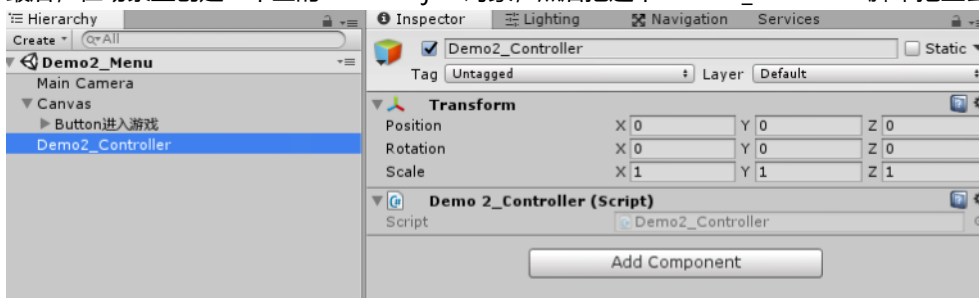 Hierarchy
Create
All
Demo2_Menu
Main Camera
Canvas
Button进入游戏
Demo2_Controller
Inspector Lighting Navigation Services
Demo2_Controller Static
Tag Untagged Layer Default
Transform
Position X 0 Y 0 Z 0
Rotation X 0 Y 0 Z 0
Scale X 1 Y 1 Z 1
Demo 2_Controller (Script)
Script Demo2_Controller
Add Component